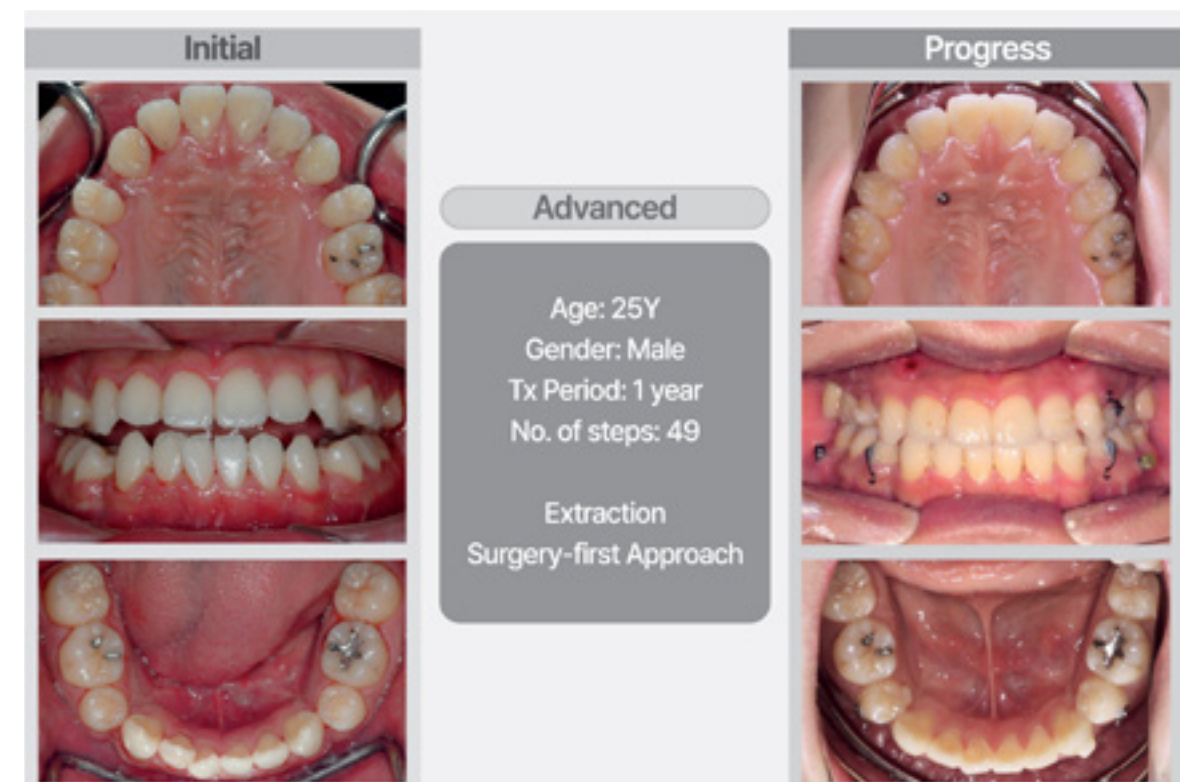 Initial
Progress
Advanced
Age: 25Y
Gender: Male
Tx Period: 1 year
No. of steps: 49
Extraction
Surgery-first Approach